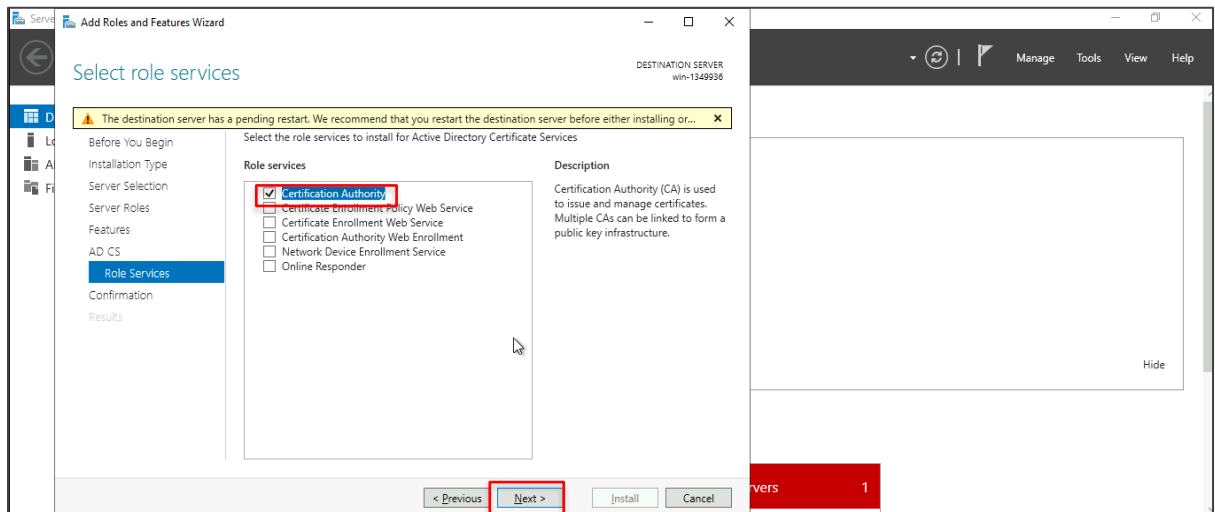 Serve
Add Roles and Features Wizard
Manage Tools View Help
Select role services
DESTINATION SERVER
win-1349936
The destination server has a pending restart. We recommend that you restart the destination server before either installing or...
Before You Begin
Installation Type
Server Selection
Server Roles
Features
AD CS
Role Services
Confirmation
Results
Select the role services to install for Active Directory Certificate Services
Role services
Certification Authority
Certificate Enrollment Policy Web Service
Certificate Enrollment Web Service
Certification Authority Web Enrollment
Network Device Enrollment Service
Online Responder
Description
Certification Authority (CA) is used
to issue and manage certificates.
Multiple CAs can be linked to form a
public key infrastructure.
Hide
< Previous
Next >
Install
Cancel
rvers 1